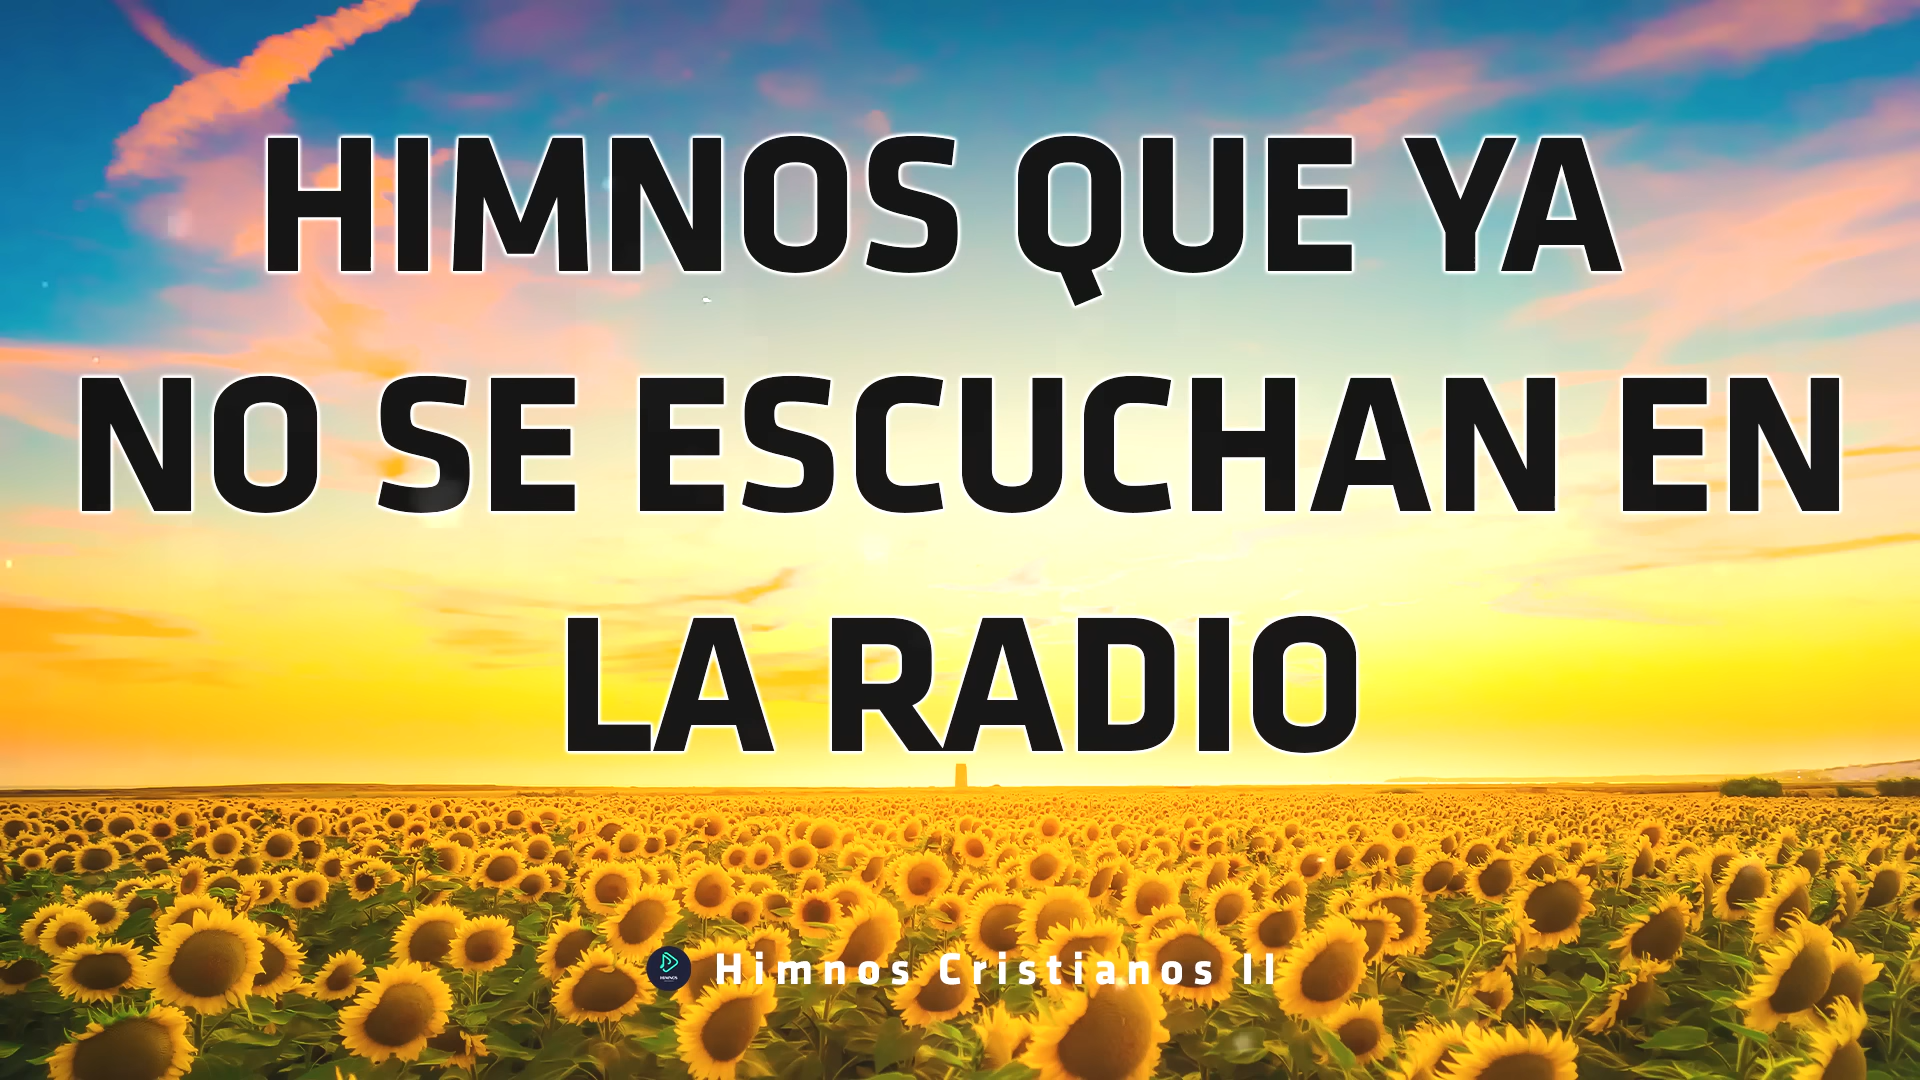 HIMNOS QUE YA
NO SE ESCUCHAN EN
LA RADIO
Himnos Cristianos II